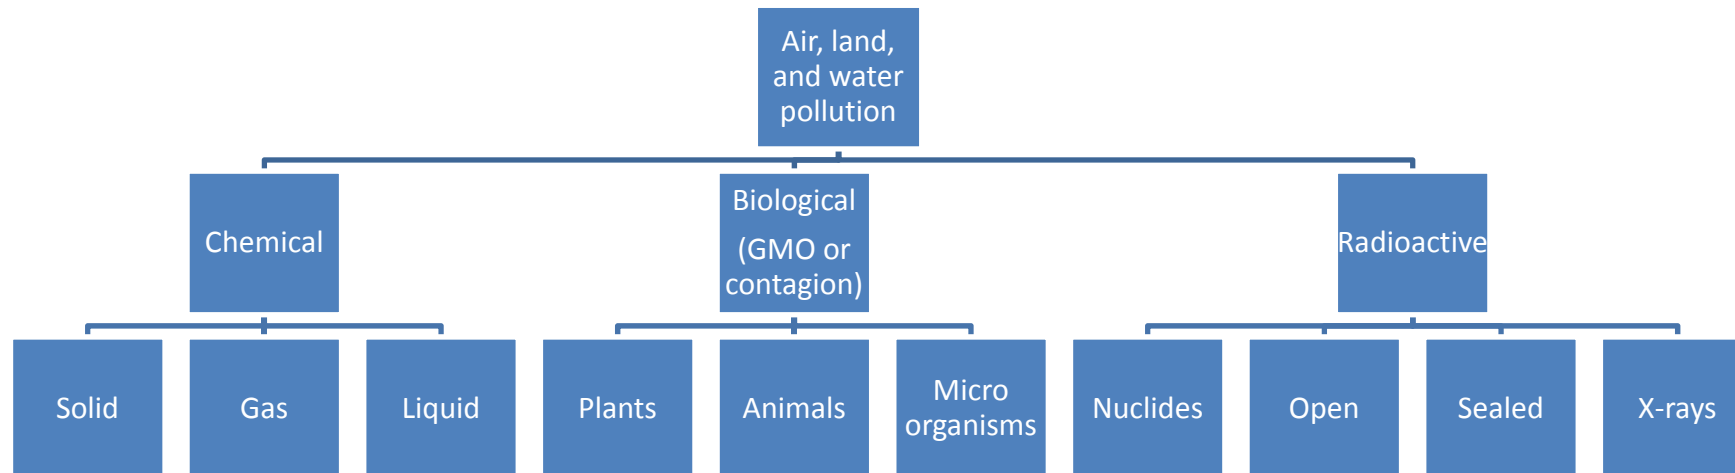 Air, land,
and water
pollution
Chemical
Biological
(GMO or
contagion)
Radioactive
Solid
Gas
Liquid
Plants
Animals
Micro
organisms
Nuclides
Open
Sealed
X-rays